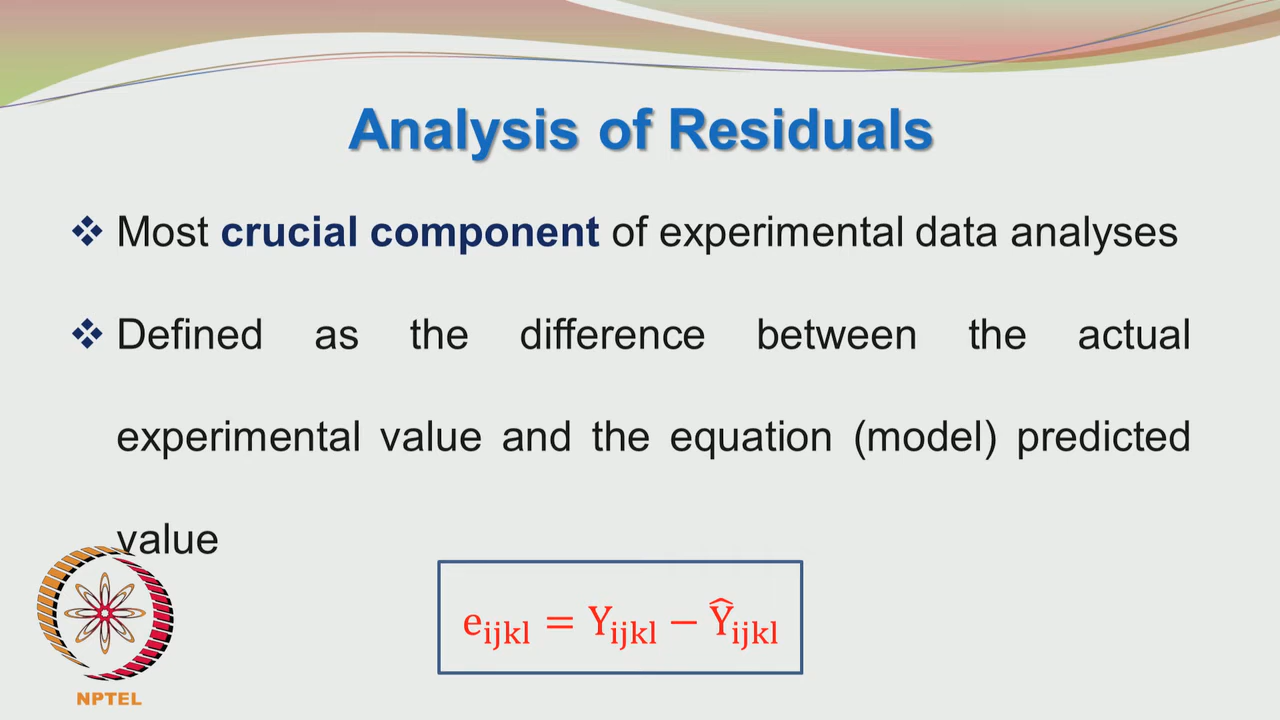 Analysis of Residuals
❖ Most crucial component of experimental data analyses
❖ Defined as the difference between the actual
experimental value and the equation (model) predicted
value
e_ijkl = Y_ijkl − Ŷ_ijkl
NPTEL